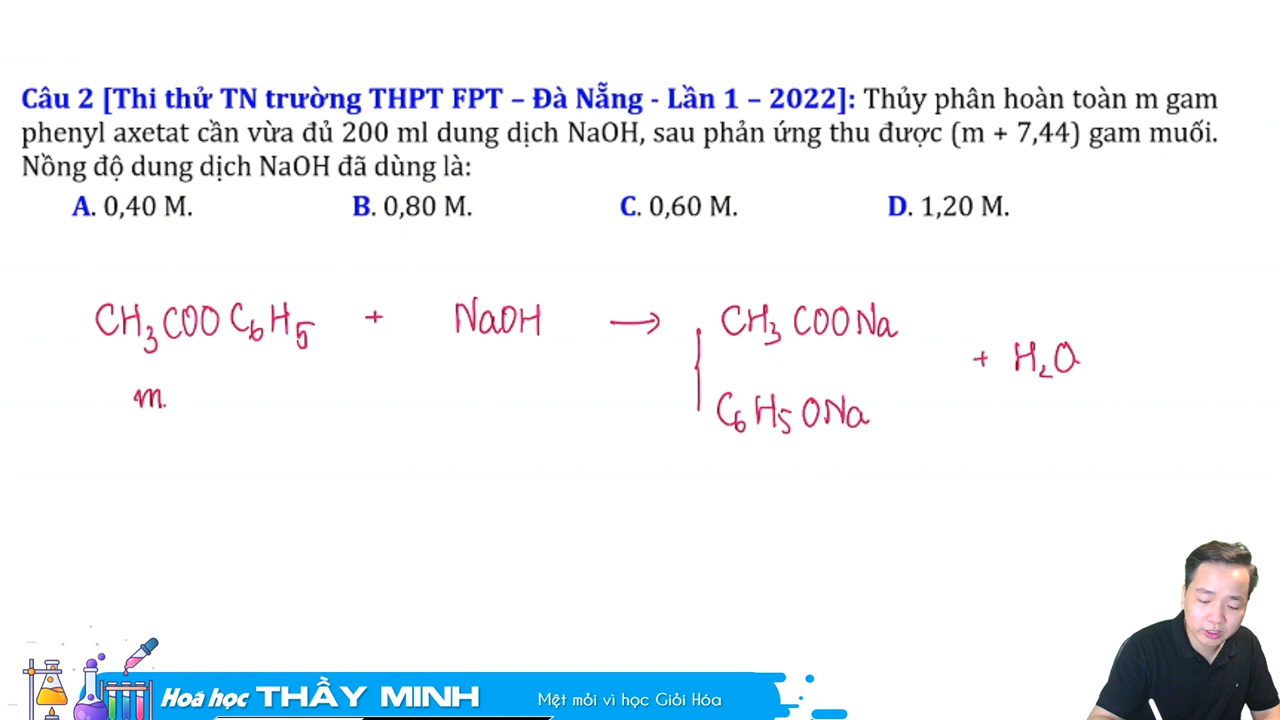 Câu 2 [Thi thử TN trường THPT FPT – Đà Nẵng - Lần 1 – 2022]: Thủy phân hoàn toàn m gam
phenyl axetat cần vừa đủ 200 ml dung dịch NaOH, sau phản ứng thu được (m + 7,44) gam muối.
Nồng độ dung dịch NaOH đã dùng là:
A. 0,40 M. B. 0,80 M. C. 0,60 M. D. 1,20 M.
CH₃COOC₆H₅ + NaOH → CH₃COONa
+ H₂O
m.
C₆H₅ONa
Hoá học THẦY MINH Mệt mỏi vì học Giỏi Hóa